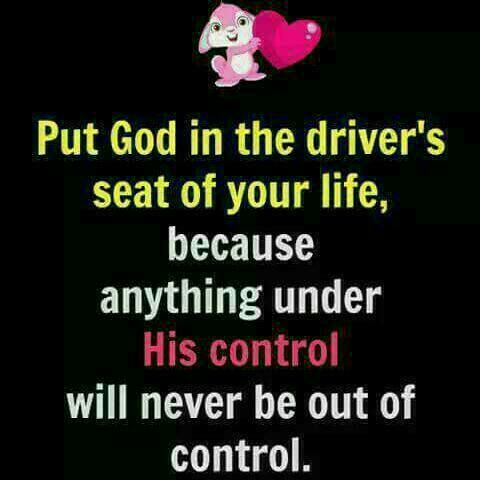 Put God in the driver's
seat of your life,
because
anything under
His control
will never be out of
control.